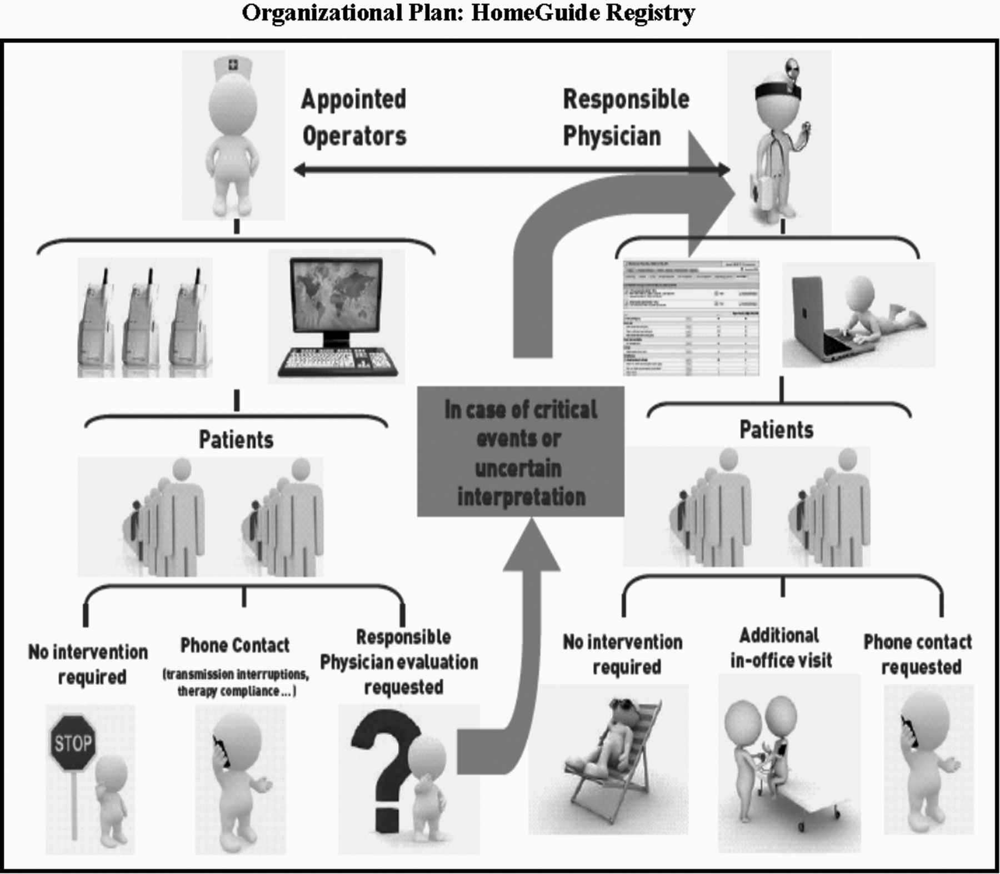 Organizational Plan: HomeGuide Registry
Appointed
Operators
Responsible
Physician
In case of critical
events or
uncertain
interpretation
Patients
Patients
No intervention
required
Phone Contact
(transmission interruptions,
therapy compliance...)
Responsible
Physician evaluation
requested
No intervention
required
Additional
in-office visit
Phone contact
requested
STOP